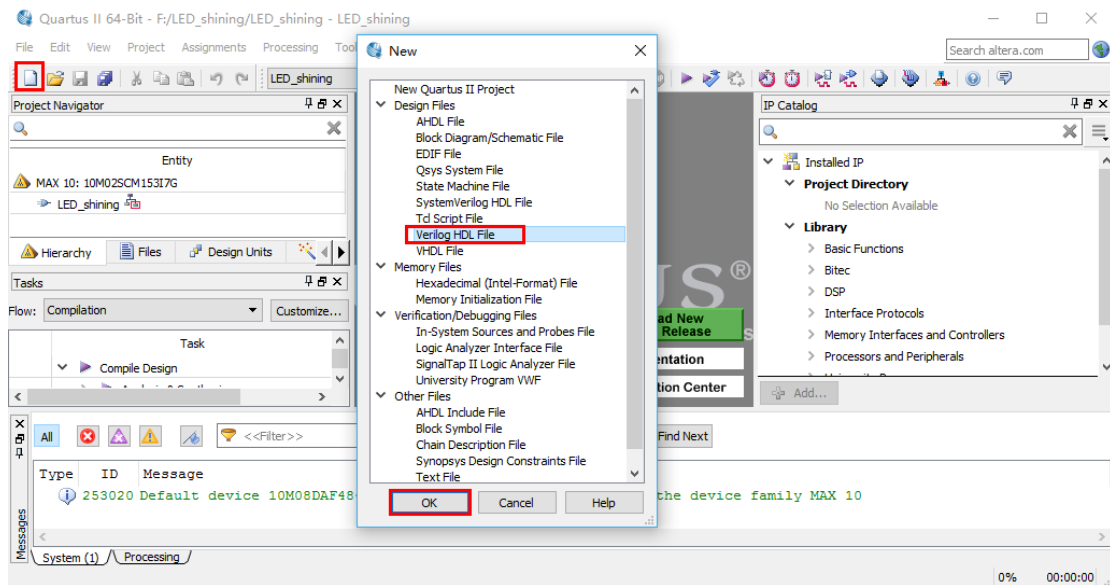 Quartus II 64-Bit - F:/LED_shining/LED_shining - LED_shining
File Edit View Project Assignments Processing Tool
Search altera.com
LED_shining
Project Navigator
Entity
MAX 10: 10M02SCM153I7G
LED_shining
Hierarchy Files Design Units
Tasks
Flow: Compilation Customize...
Task
Compile Design
New
New Quartus II Project
Design Files
AHDL File
Block Diagram/Schematic File
EDIF File
Qsys System File
State Machine File
SystemVerilog HDL File
Tcl Script File
Verilog HDL File
VHDL File
Memory Files
Hexadecimal (Intel-Format) File
Memory Initialization File
Verification/Debugging Files
In-System Sources and Probes File
Logic Analyzer Interface File
SignalTap II Logic Analyzer File
University Program VWF
Other Files
AHDL Include File
Block Symbol File
Chain Description File
Synopsys Design Constraints File
Text File
OK Cancel Help
US®
ad New
Release
entation
tion Center
IP Catalog
Installed IP
Project Directory
No Selection Available
Library
Basic Functions
Bitec
DSP
Interface Protocols
Memory Interfaces and Controllers
Processors and Peripherals
Add...
All <<Filter>> Find Next
Type ID Message
253020 Default device 10M08DAF48 the device family MAX 10
Messages
System (1) Processing
0% 00:00:00